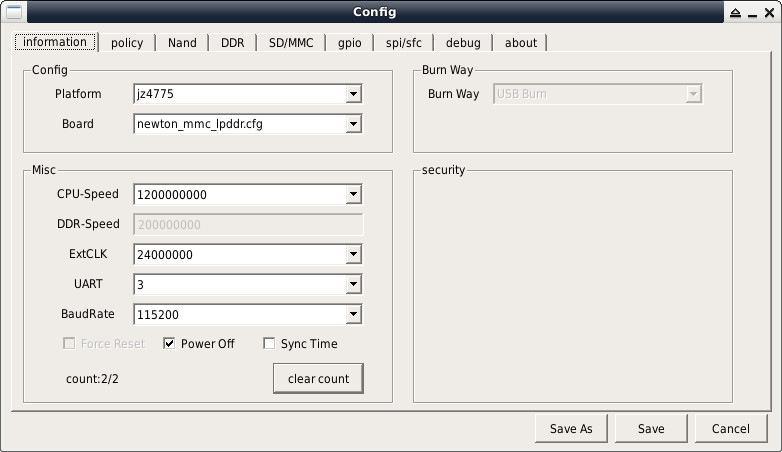 Config
information policy Nand DDR SD/MMC gpio spi/sfc debug about
Config
Platform jz4775
Board newton_mmc_lpddr.cfg
Burn Way
Burn Way USB Burn
Misc
CPU-Speed 1200000000
DDR-Speed 200000000
ExtCLK 24000000
UART 3
BaudRate 115200
Force Reset Power Off Sync Time
count:2/2 clear count
security
Save As Save Cancel